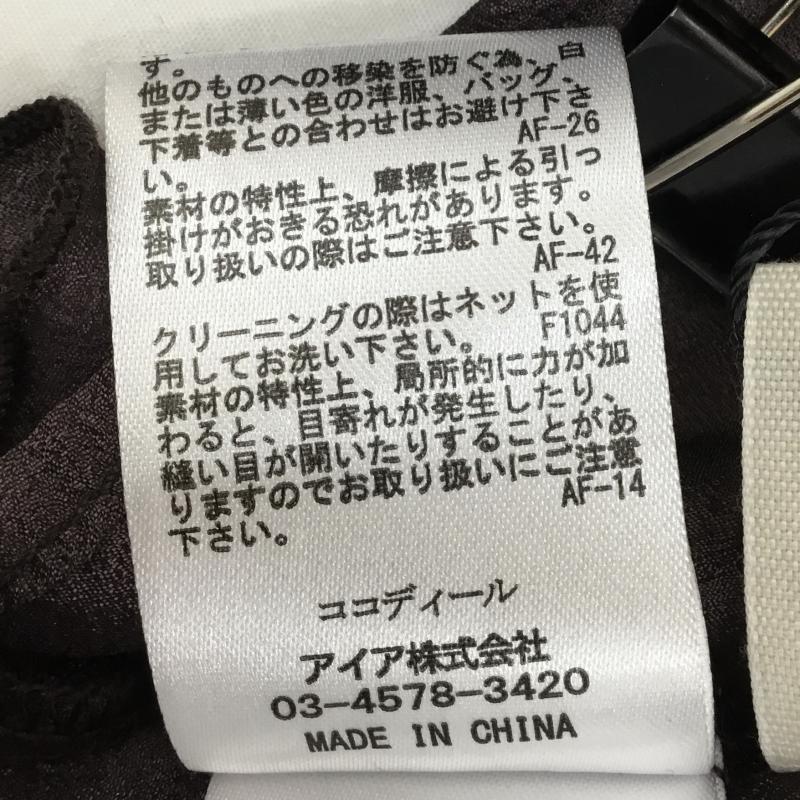 す。
他のものへの移染を防ぐ為、白
または薄い色の洋服、バッグ、
下着等との合わせはお避け下さ
い。
AF-26
素材の特性上、摩擦による引っ
掛けがおきる恐れがあります。
取り扱いの際はご注意下さい。
AF-42
クリーニングの際はネットを使
用してお洗い下さい。
F1044
素材の特性上、局所的に力が加
わると、目寄れが発生したり、
縫い目が開いたりすることがあ
りますのでお取り扱いにご注意
下さい。
AF-14
ココディール
アイア株式会社
03-4578-3420
MADE IN CHINA